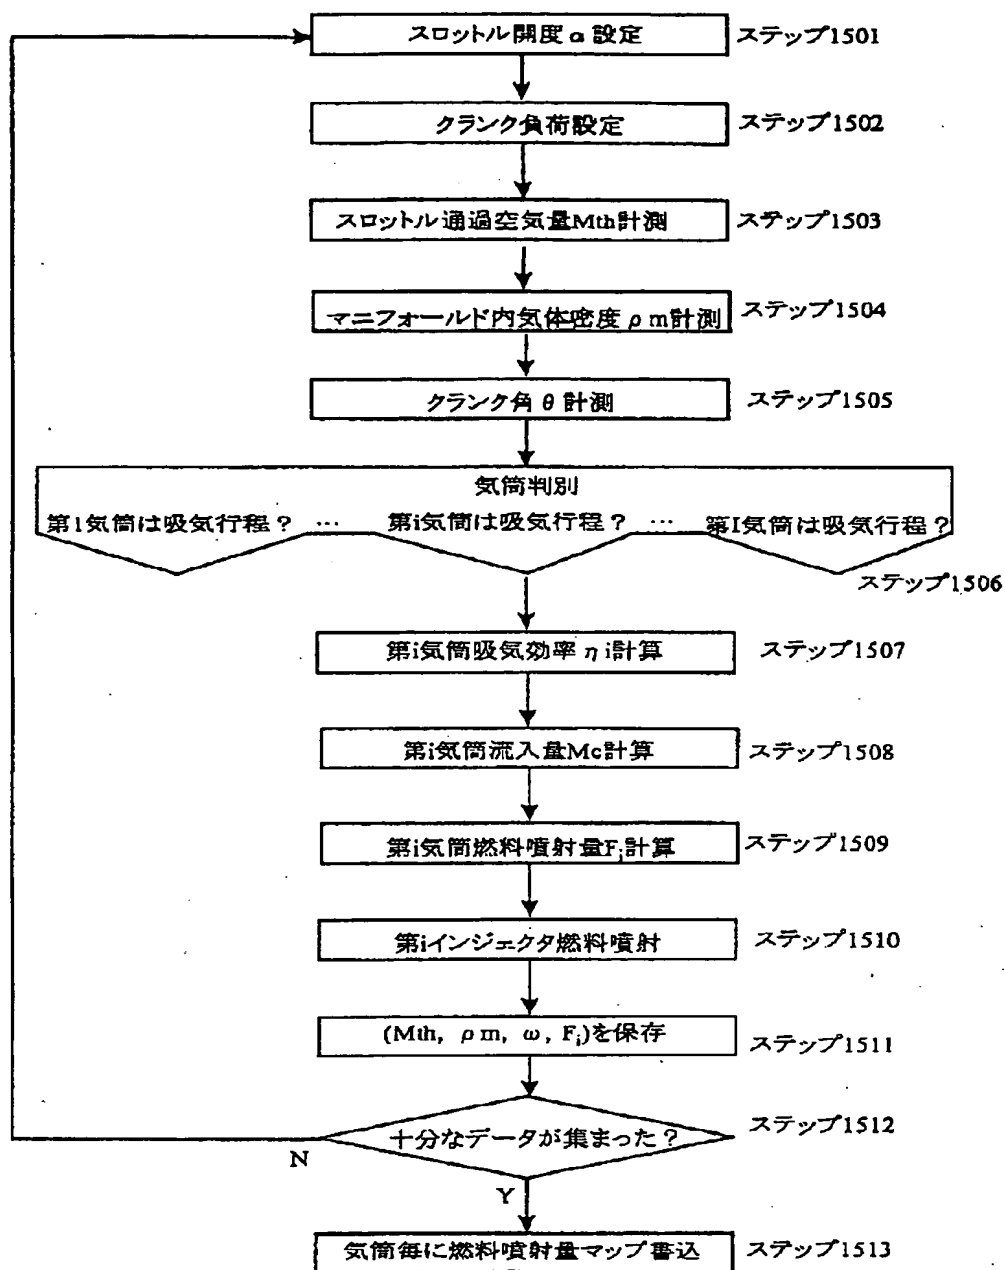 スロットル開度α設定 ステップ1501
クランク負荷設定 ステップ1502
スロットル通過空気量Mth計測 ステップ1503
マニフォールド内気体密度ρm計測 ステップ1504
クランク角θ計測 ステップ1505
気筒判別
第1気筒は吸気行程? … 第i気筒は吸気行程? … 第I気筒は吸気行程?
ステップ1506
第i気筒吸気効率ηi計算 ステップ1507
第i気筒流入量Mc計算 ステップ1508
第i気筒燃料噴射量Fi計算 ステップ1509
第iインジェクタ燃料噴射 ステップ1510
(Mth, ρm, ω, Fi)を保存 ステップ1511
十分なデータが集まった? ステップ1512
N
Y
気筒毎に燃料噴射量マップ書込 ステップ1513